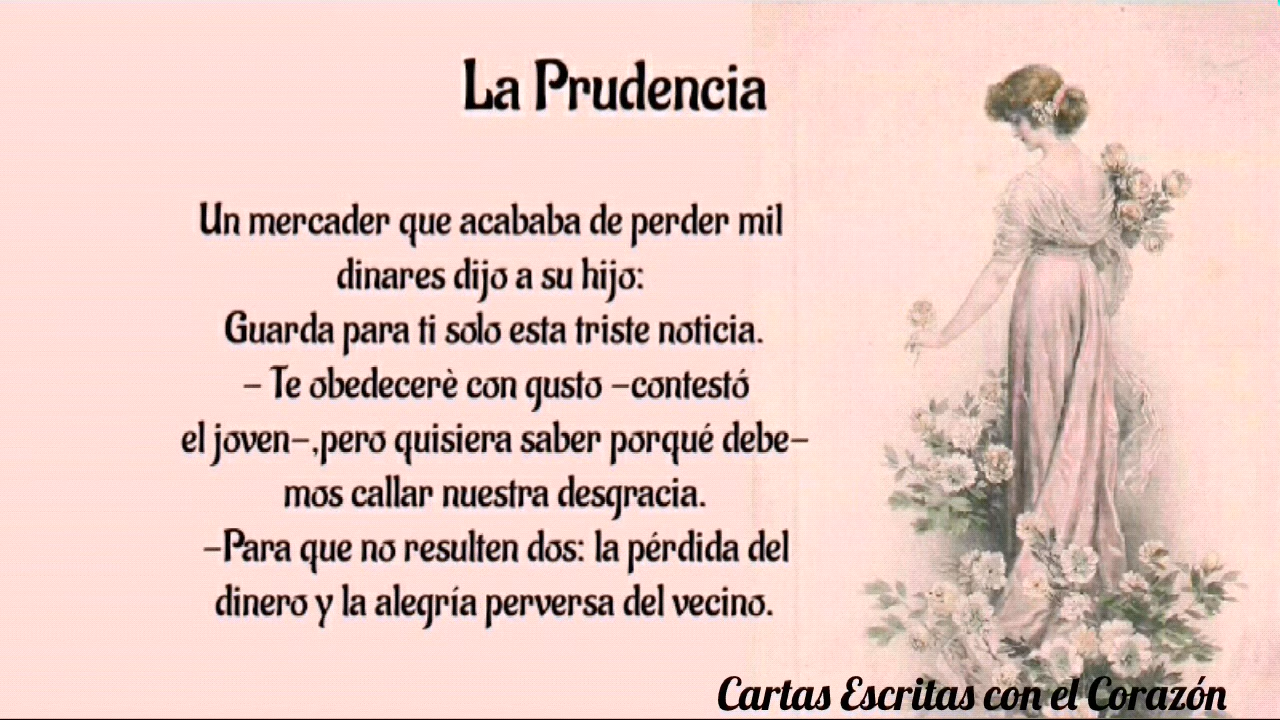 La Prudencia
Un mercader que acababa de perder mil
dinares dijo a su hijo:
Guarda para ti solo esta triste noticia.
– Te obedecerè con gusto –contestó
el joven–,pero quisiera saber porqué debe–
mos callar nuestra desgracia.
–Para que no resulten dos: la pérdida del
dinero y la alegría perversa del vecino.
Cartas Escritas con el Corazón